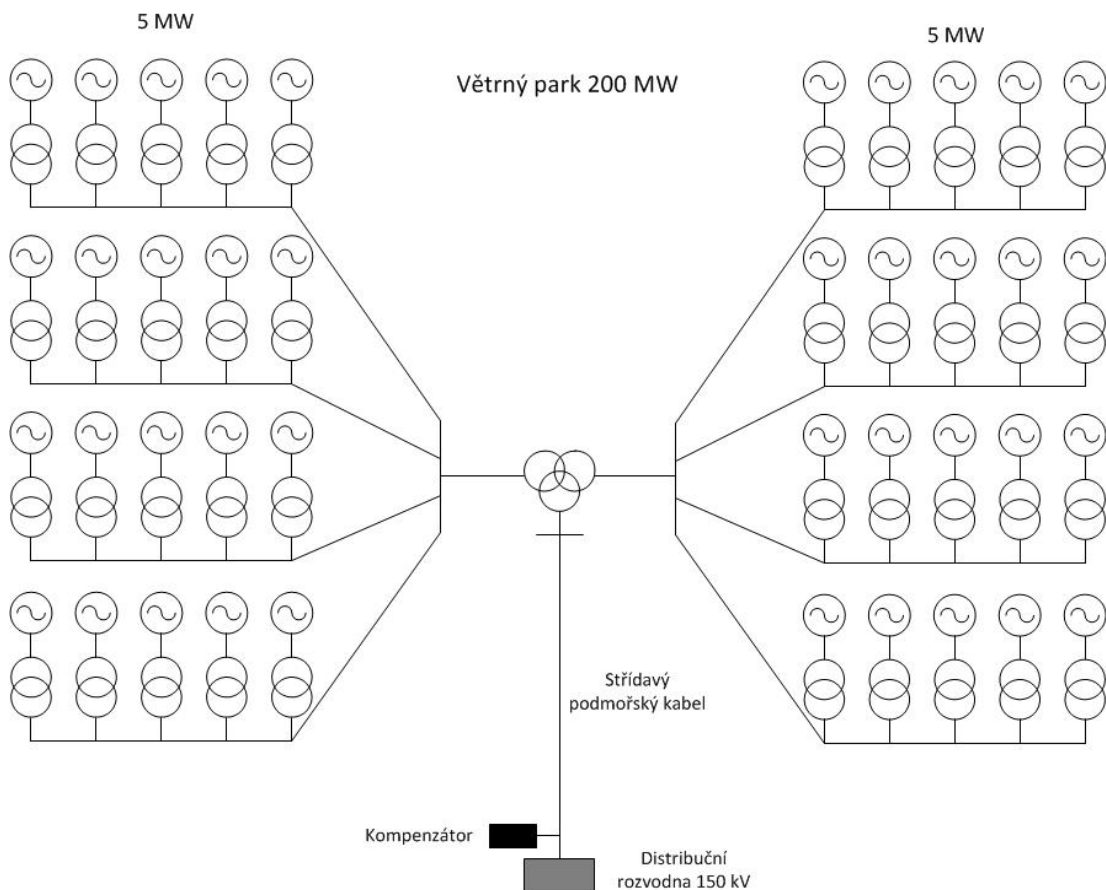 5 MW
5 MW
Větrný park 200 MW
Střídavý
podmořský kabel
Kompenzátor
Distribuční
rozvodna 150 kV